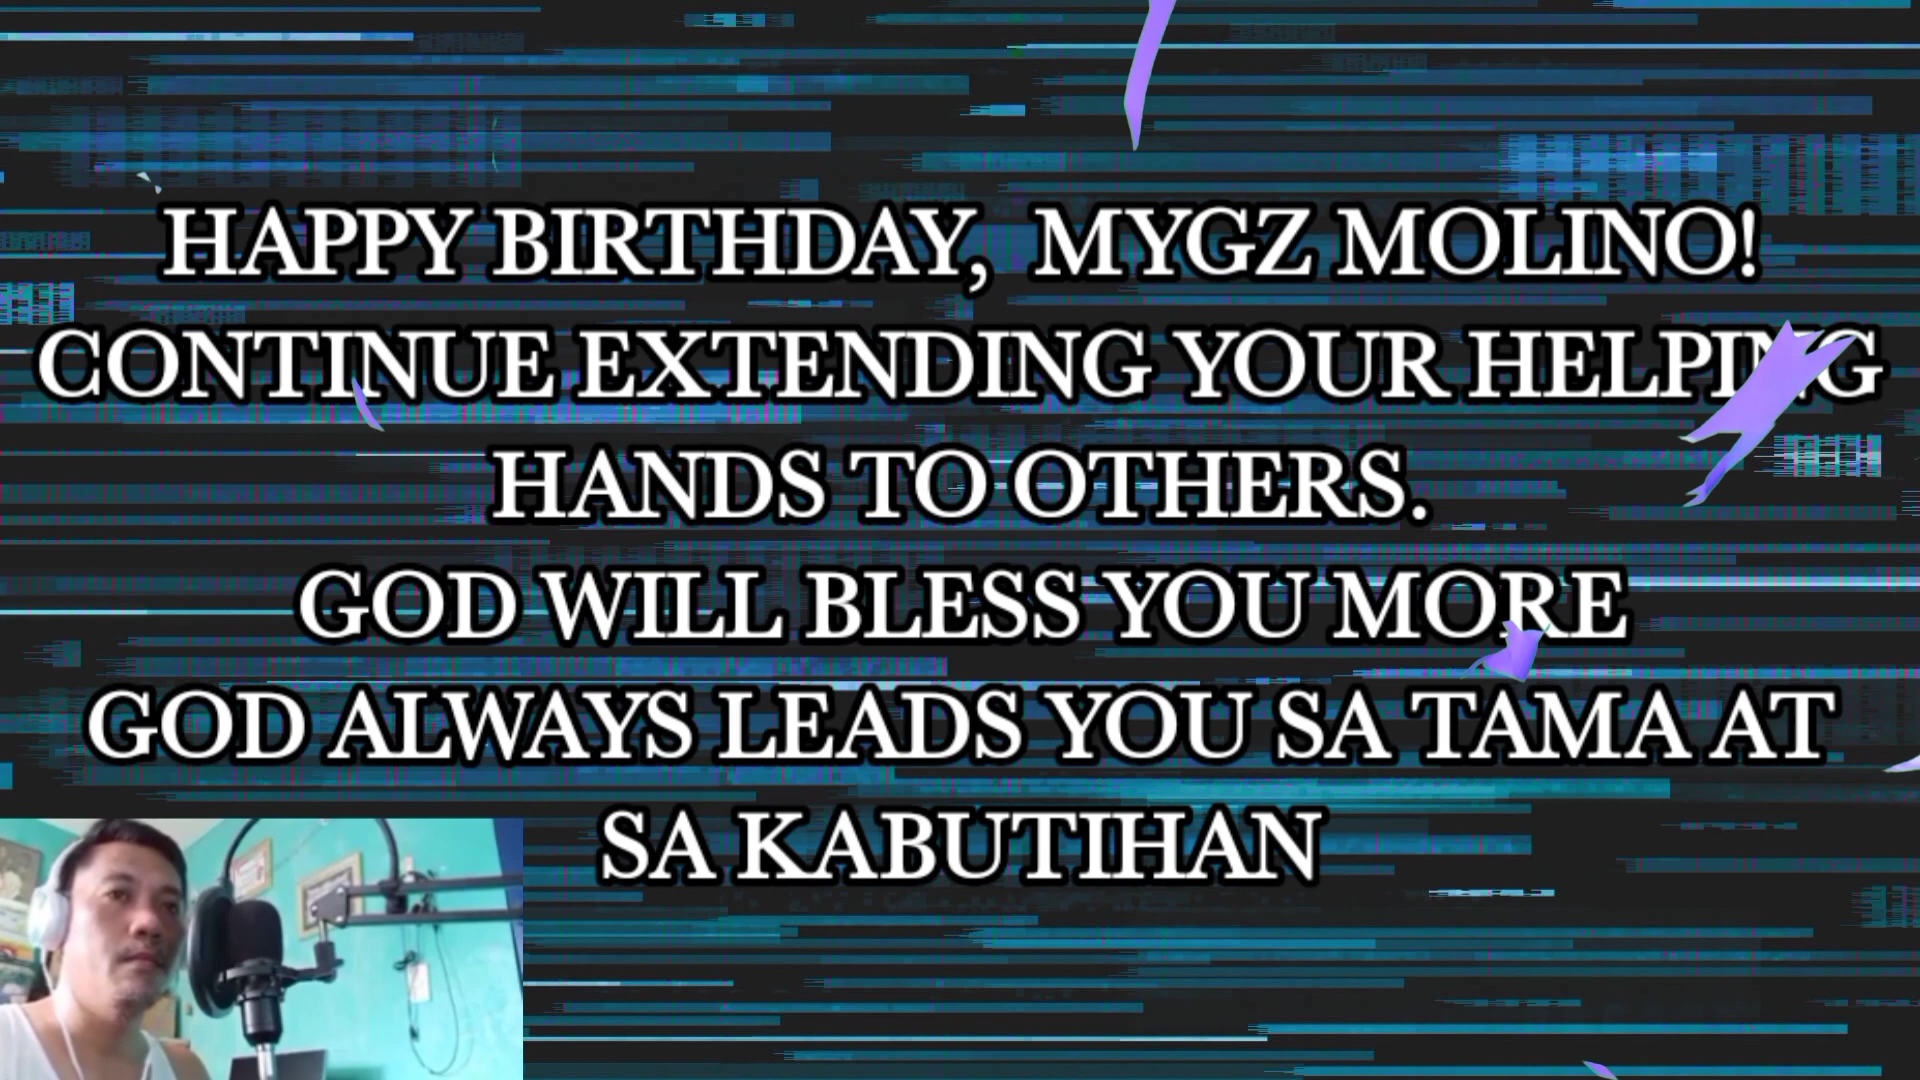 HAPPY BIRTHDAY, MYGZ MOLINO!
CONTINUE EXTENDING YOUR HELPING
HANDS TO OTHERS.
GOD WILL BLESS YOU MORE
GOD ALWAYS LEADS YOU SA TAMA AT
SA KABUTIHAN